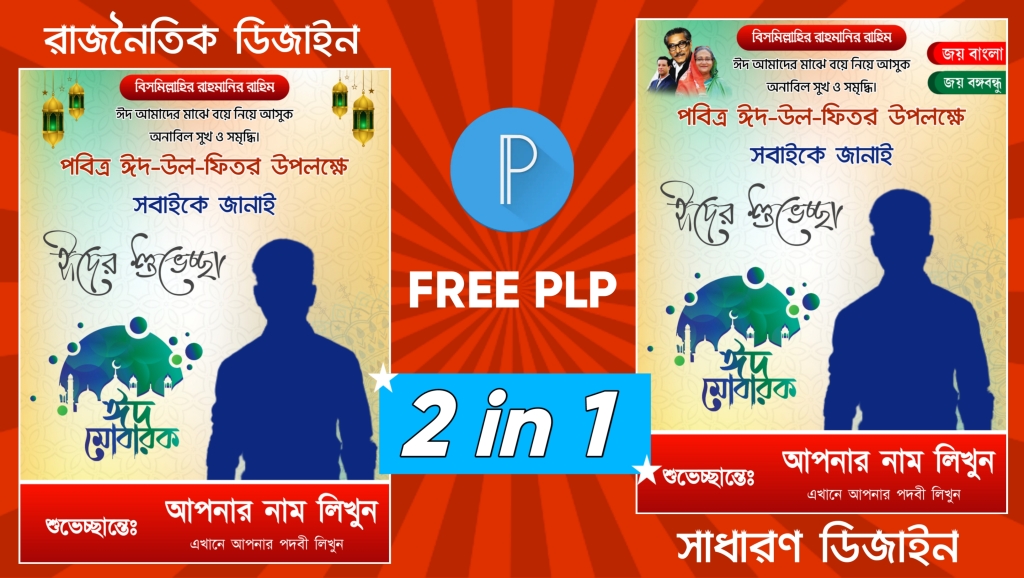 রাজনৈতিক ডিজাইন
বিসমিল্লাহির রাহমানির রাহিম
ঈদ আমাদের মাঝে বয়ে নিয়ে আসুক
অনাবিল সুখ ও সমৃদ্ধি।
পবিত্র ঈদ-উল-ফিতর উপলক্ষে
সবাইকে জানাই
ঈদের শুভেচ্ছা
ঈদ
মোবারক
শুভেচ্ছান্তেঃ
আপনার নাম লিখুন
এখানে আপনার পদবী লিখুন
P
FREE PLP
2 in 1
বিসমিল্লাহির রাহমানির রাহিম
ঈদ আমাদের মাঝে বয়ে নিয়ে আসুক
অনাবিল সুখ ও সমৃদ্ধি।
জয় বাংলা
জয় বঙ্গবন্ধু
পবিত্র ঈদ-উল-ফিতর উপলক্ষে
সবাইকে জানাই
ঈদের শুভেচ্ছা
ঈদ
মোবারক
শুভেচ্ছান্তেঃ
আপনার নাম লিখুন
এখানে আপনার পদবী লিখুন
সাধারণ ডিজাইন